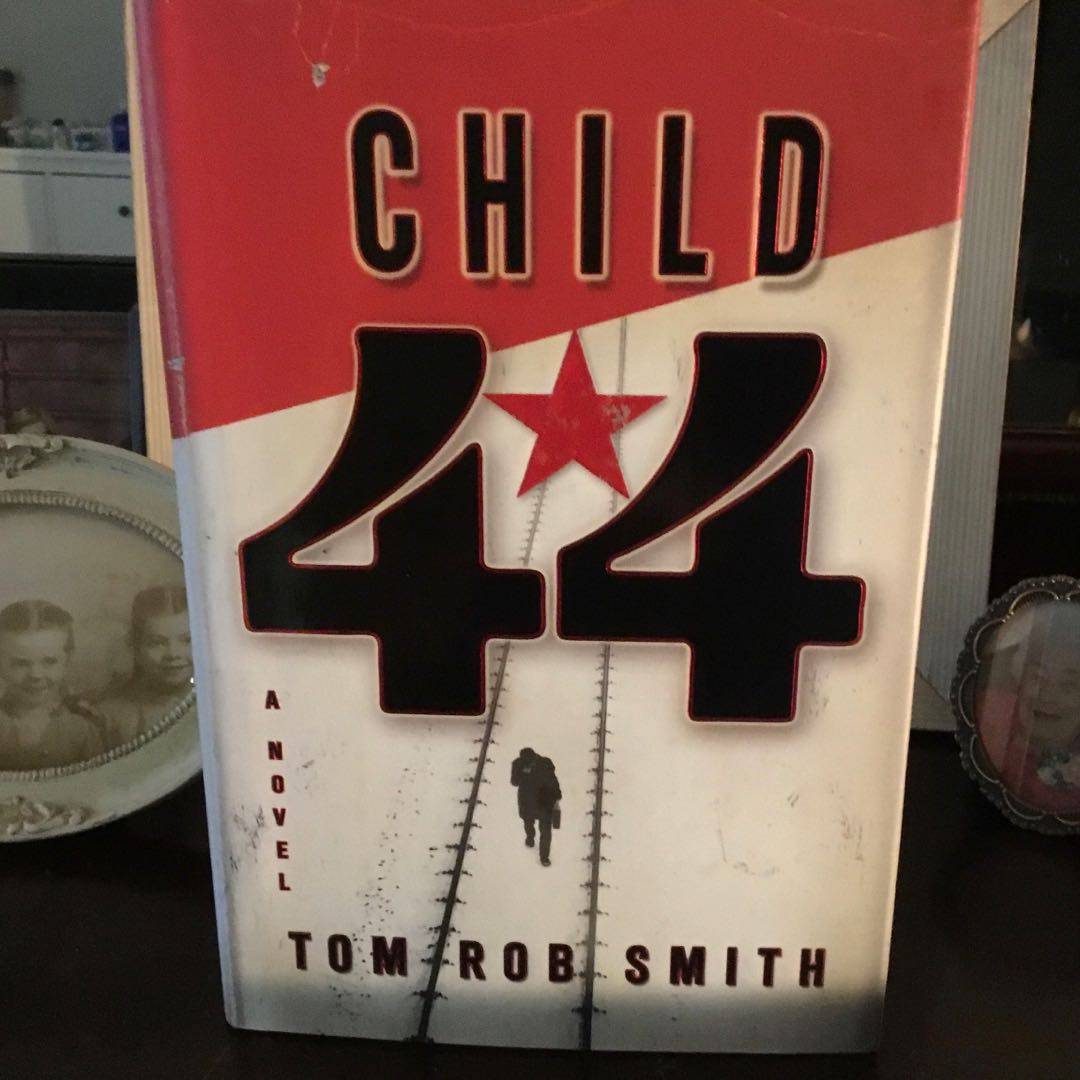 CHILD
44
A NOVEL
TOM ROB SMITH